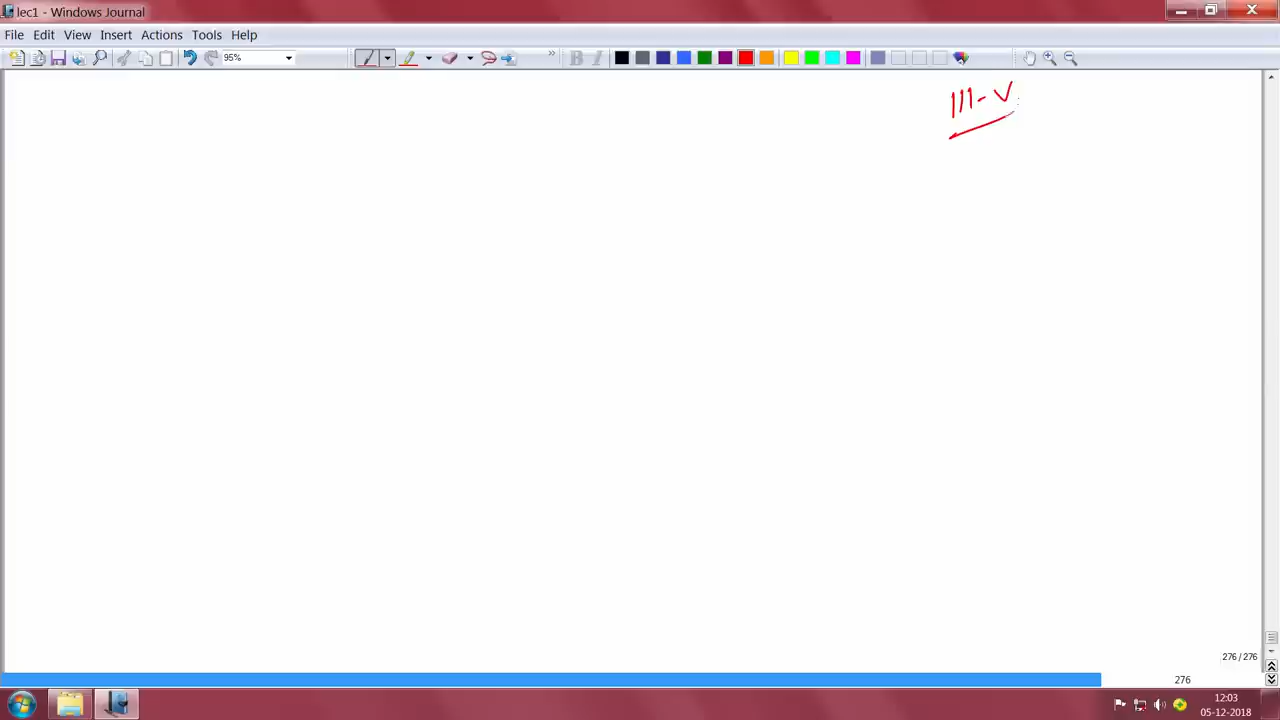 lec1 - Windows Journal
File Edit View Insert Actions Tools Help
95%
B I
III-V
276 / 276
276
12:03
05-12-2018